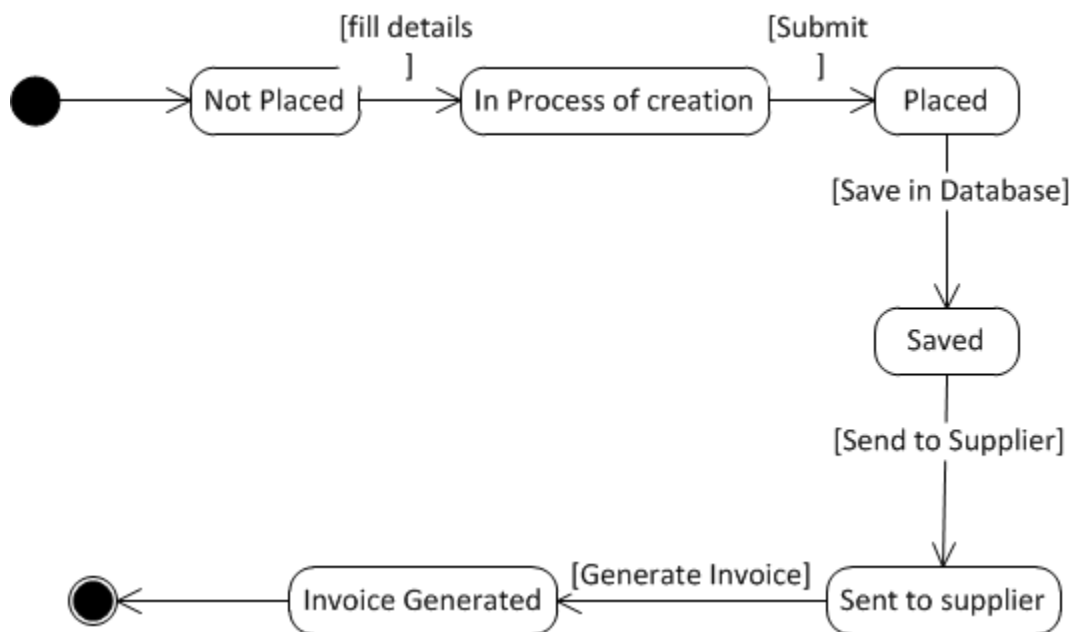 [fill details
]
[Submit
]
Not Placed
In Process of creation
Placed
[Save in Database]
Saved
[Send to Supplier]
Sent to supplier
[Generate Invoice]
Invoice Generated